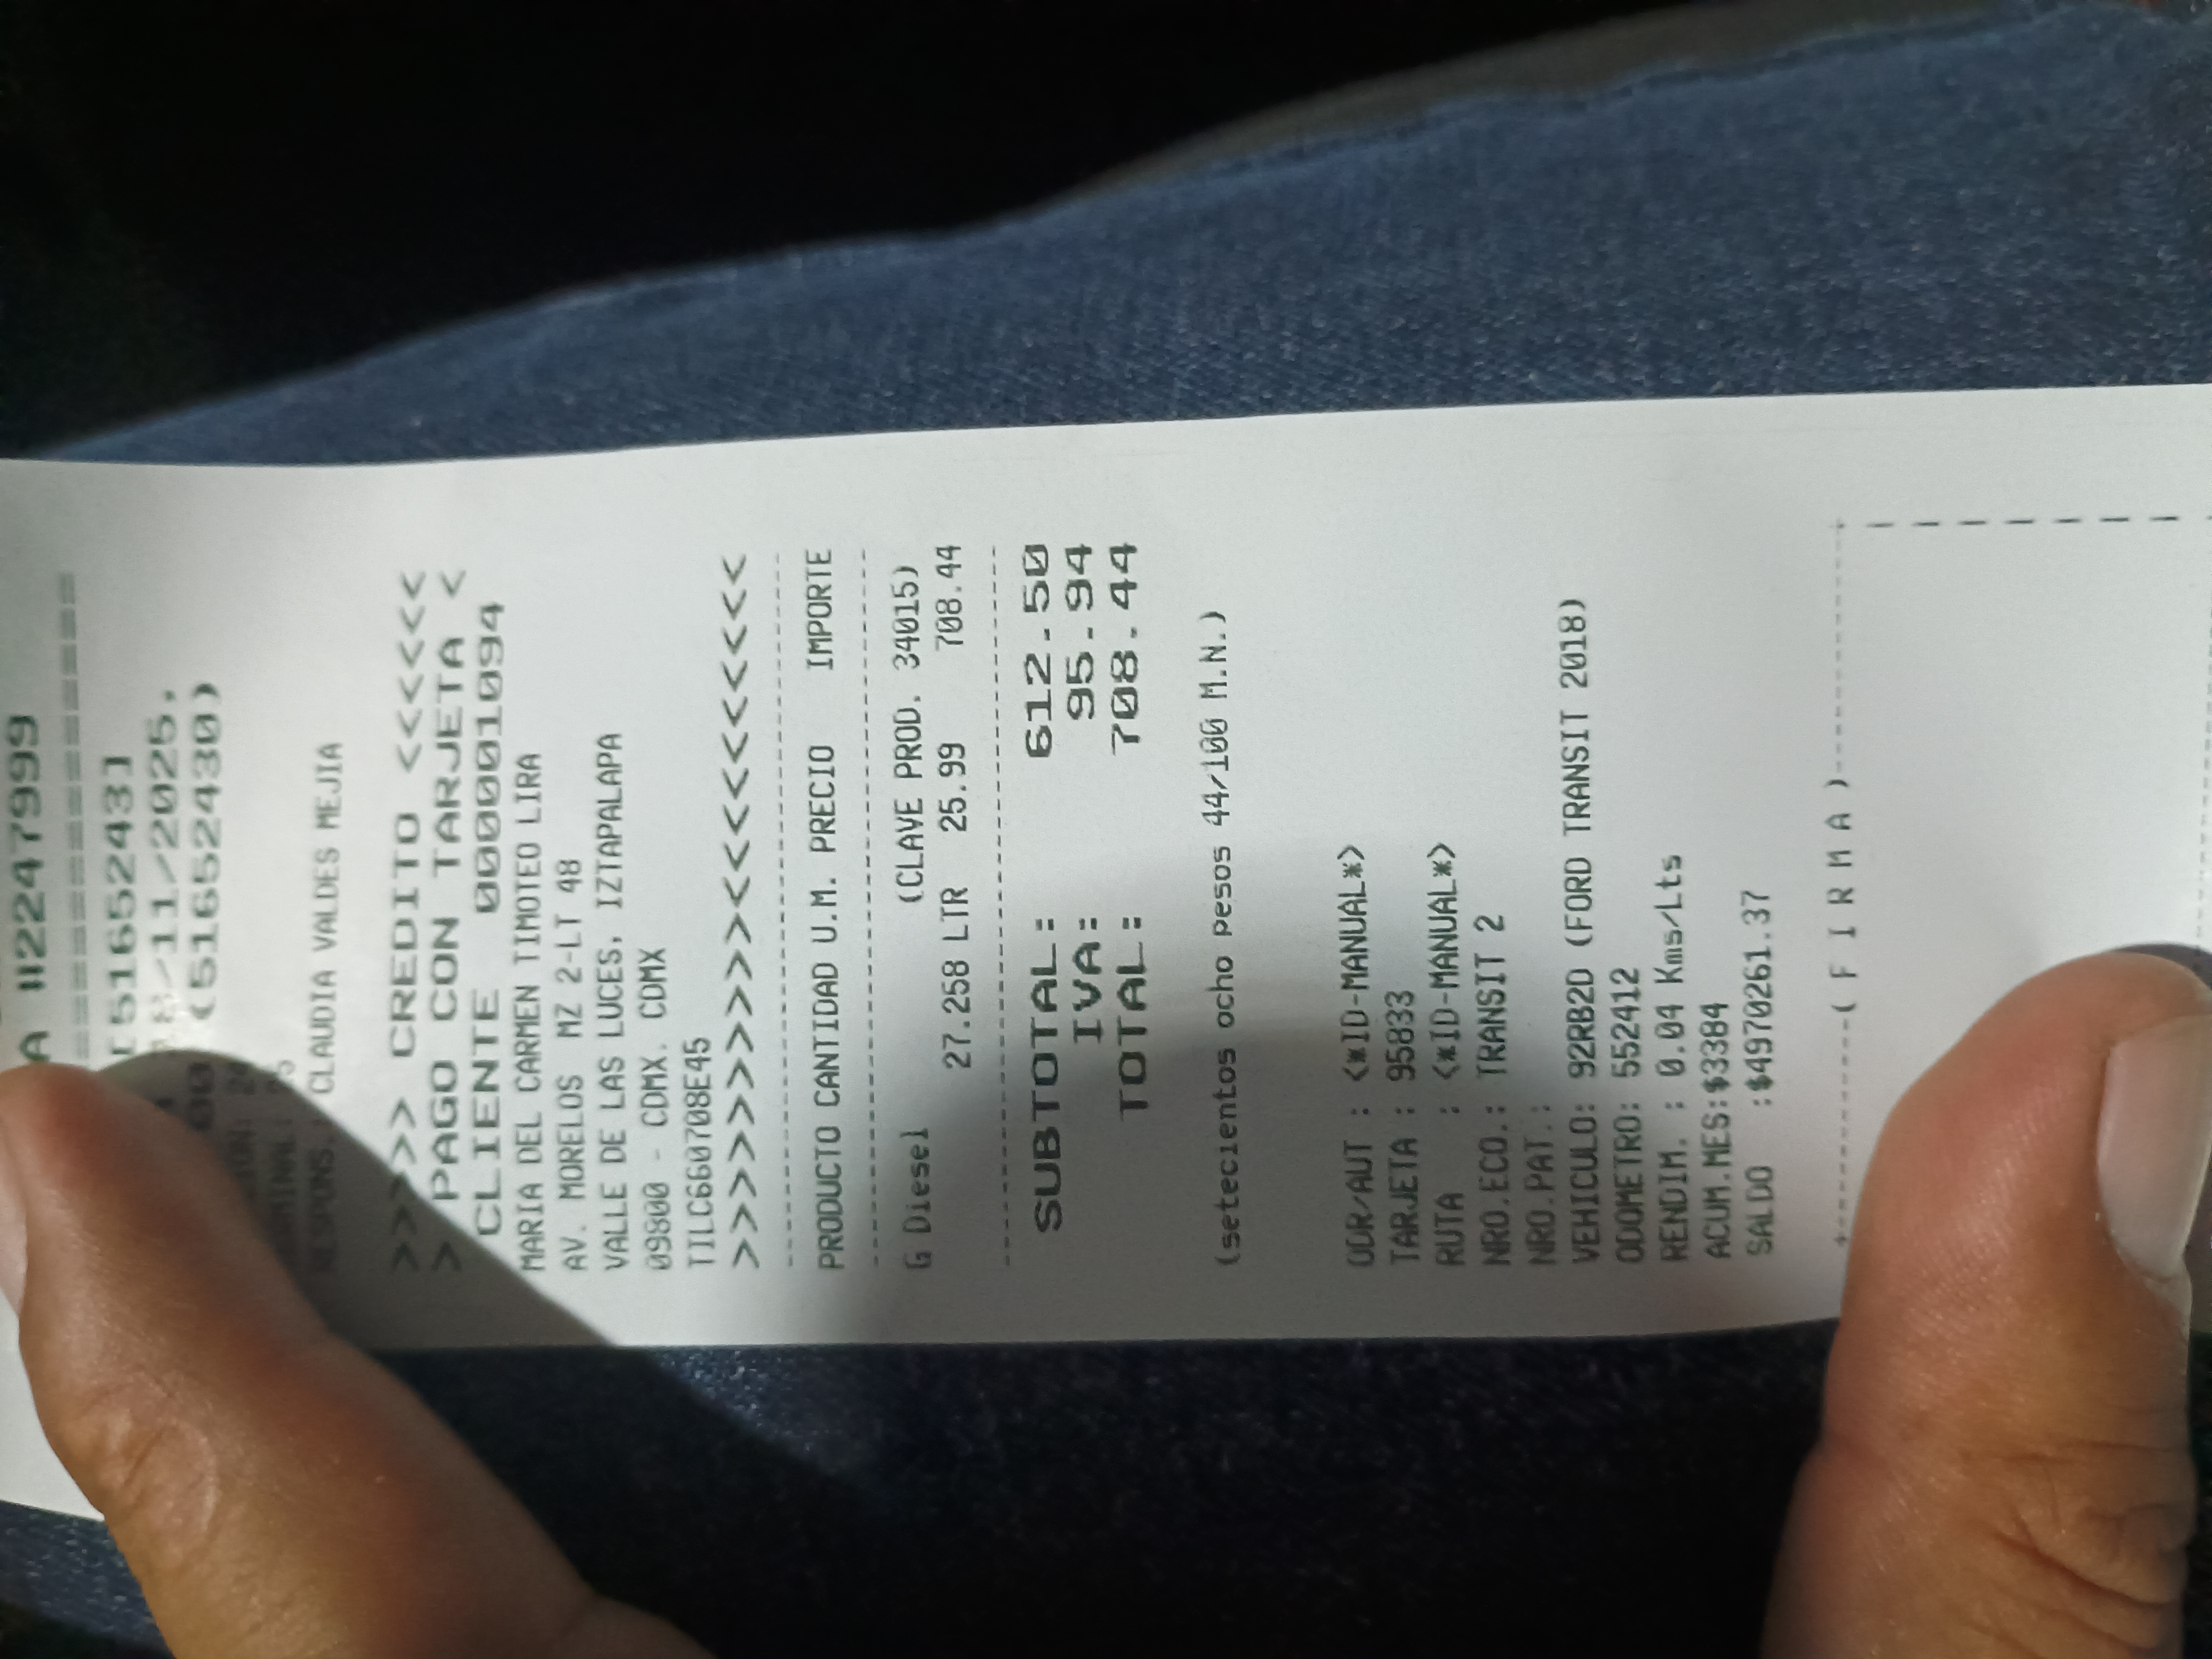 A 112247999
==================
[51652431]
/11/2025,
(51652430)
CLAUDIA VALDES MEJIA
>>>>> CREDITO <<<<<<
> PAGO CON TARJETA <
CLIENTE 0000001094
MARIA DEL CARMEN TIMOTEO LIRA
AV. MORELOS MZ 2-LT 48
VALLE DE LAS LUCES, IZTAPALAPA
09800 - CDMX. CDMX
TILC660708E45
>>>>>>>>>><<<<<<<<<<
----------------------------------------
PRODUCTO CANTIDAD U.M. PRECIO IMPORTE
----------------------------------------
G Diesel (CLAVE PROD. 34015)
27.258 LTR 25.99 708.44
----------------------------------------
SUBTOTAL: 612.50
IVA: 95.94
TOTAL: 708.44
(setecientos ocho Pesos 44/100 M.N.)
ODR/AUT : <*ID-MANUAL*>
TARJETA : 95833
RUTA : <*ID-MANUAL*>
NRO.ECO.: TRANSIT 2
NRO.PAT.:
VEHICULO: 92RB2D (FORD TRANSIT 2018)
ODOMETRO: 552412
RENDIM. : 0.04 Kms/Lts
ACUM.MES:$3384
SALDO :$4970261.37
+----------( F I R M A )--------------+